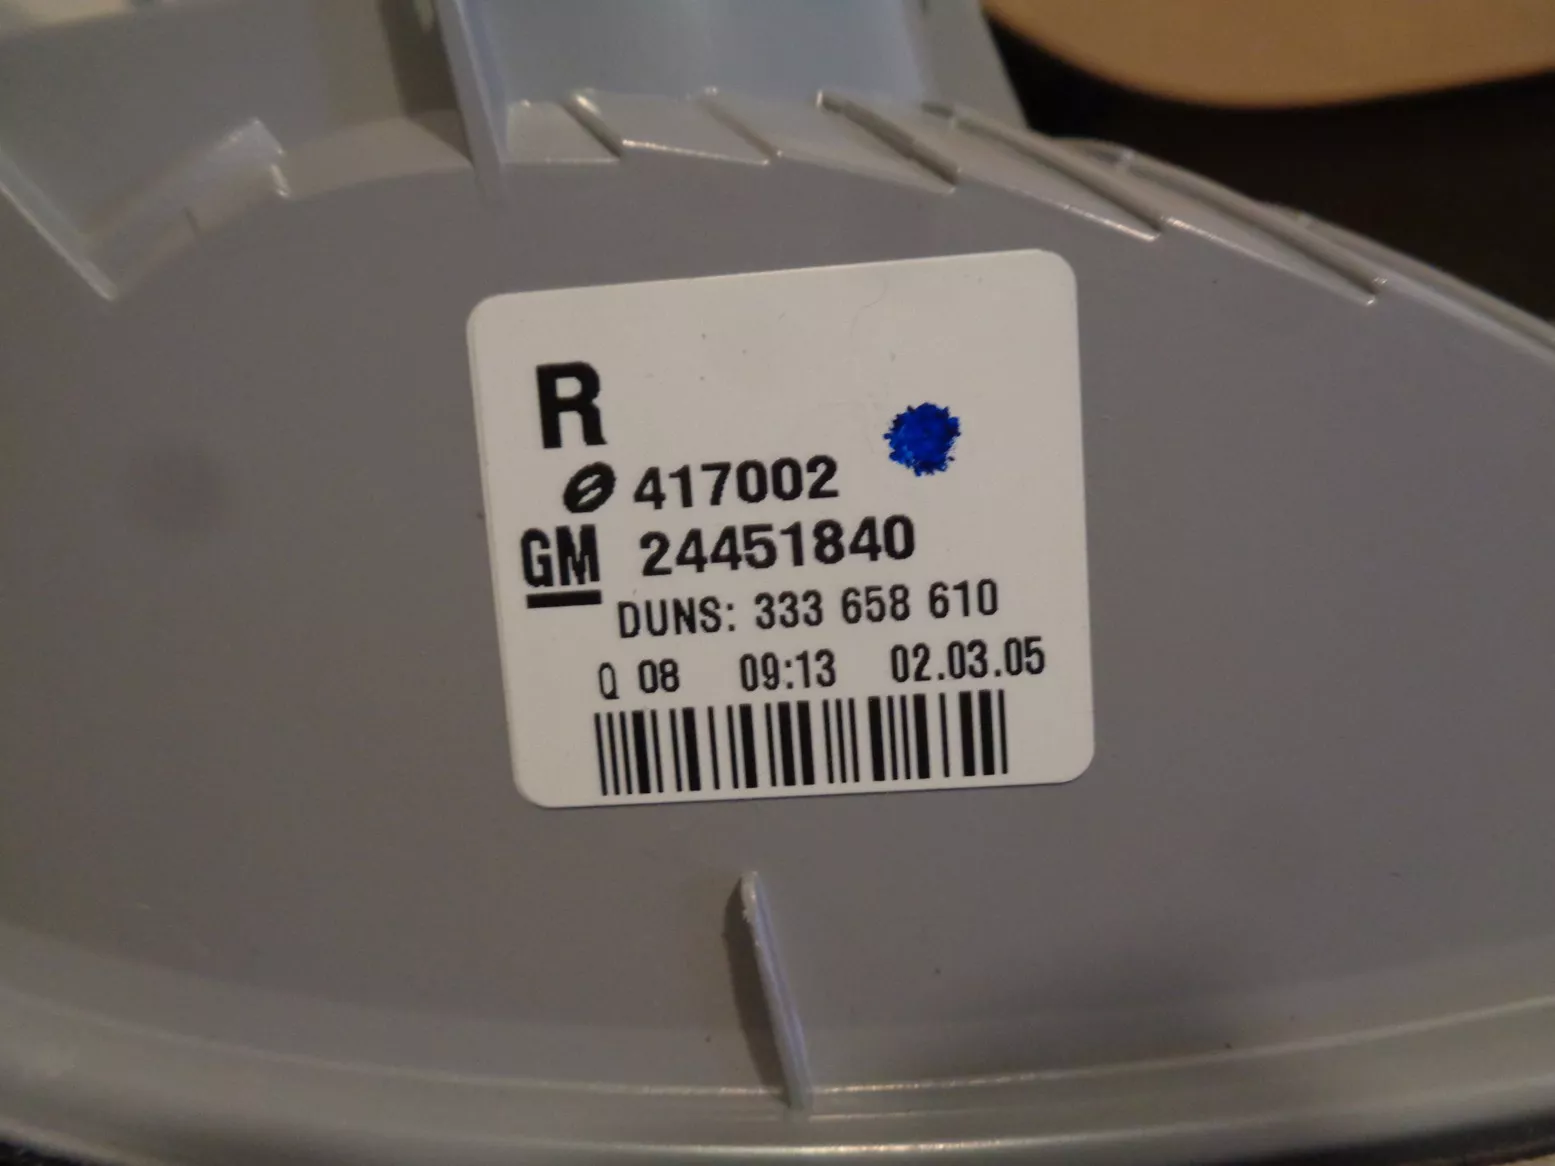 R
417002
GM 24451840
DUNS: 333 658 610
Q 08 09:13 02.03.05